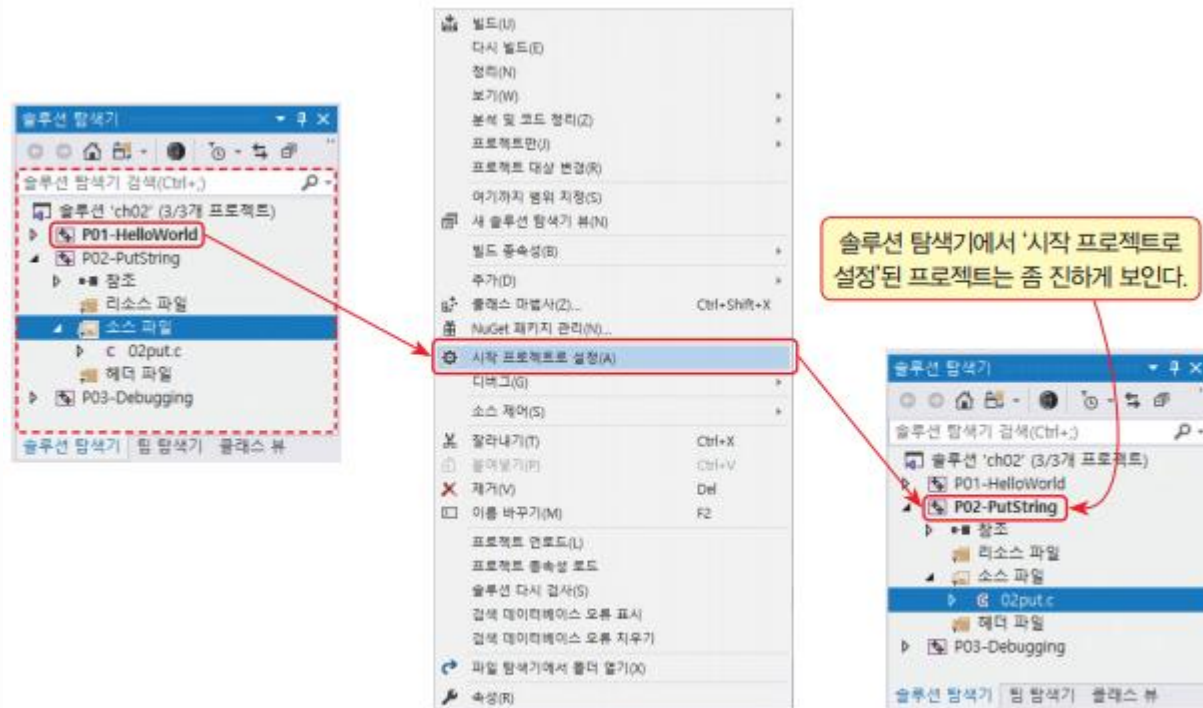 솔루션 탐색기
솔루션 탐색기 검색(Ctrl+;)
솔루션 'ch02' (3/3개 프로젝트)
P01-HelloWorld
P02-PutString
참조
리소스 파일
소스 파일
02put.c
헤더 파일
P03-Debugging
솔루션 탐색기 팀 탐색기 클래스 뷰
빌드(U)
다시 빌드(E)
정리(N)
보기(W)
분석 및 코드 정리(Z)
프로젝트만(J)
프로젝트 대상 변경(R)
여기까지 범위 지정(S)
새 솔루션 탐색기 뷰(N)
빌드 종속성(B)
추가(D)
클래스 마법사(Z)... Ctrl+Shift+X
NuGet 패키지 관리(N)...
시작 프로젝트로 설정(A)
디버그(G)
소스 제어(S)
잘라내기(T) Ctrl+X
붙여넣기(P) Ctrl+V
제거(V) Del
이름 바꾸기(M) F2
프로젝트 언로드(L)
프로젝트 종속성 로드
솔루션 다시 검사(S)
검색 데이터베이스 오류 표시
검색 데이터베이스 오류 지우기
파일 탐색기에서 폴더 열기(X)
속성(R)
솔루션 탐색기에서 '시작 프로젝트로
설정'된 프로젝트는 좀 진하게 보인다.
솔루션 탐색기
솔루션 탐색기 검색(Ctrl+;)
솔루션 'ch02' (3/3개 프로젝트)
P01-HelloWorld
P02-PutString
참조
리소스 파일
소스 파일
02put.c
헤더 파일
P03-Debugging
솔루션 탐색기 팀 탐색기 클래스 뷰